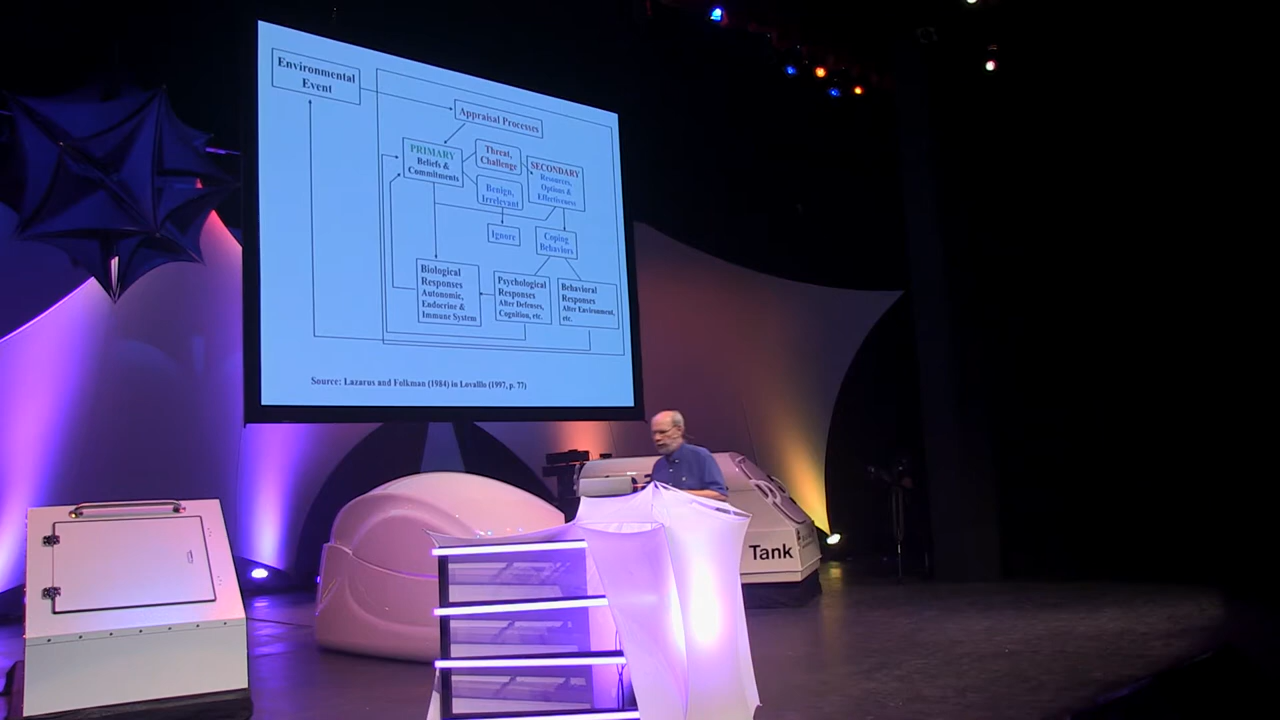 Environmental
Event
Appraisal Processes
PRIMARY
Beliefs &
Commitments
Threat,
Challenge
SECONDARY
Resources,
Options &
Effectiveness
Benign,
Irrelevant
Ignore
Coping
Behaviors
Biological
Responses
Autonomic,
Endocrine &
Immune System
Psychological
Responses
Alter Defenses,
Cognition, etc.
Behavioral
Responses
Alter Environment,
etc.
Source: Lazarus and Folkman (1984) in Lovallo (1997, p. 77)
Tank